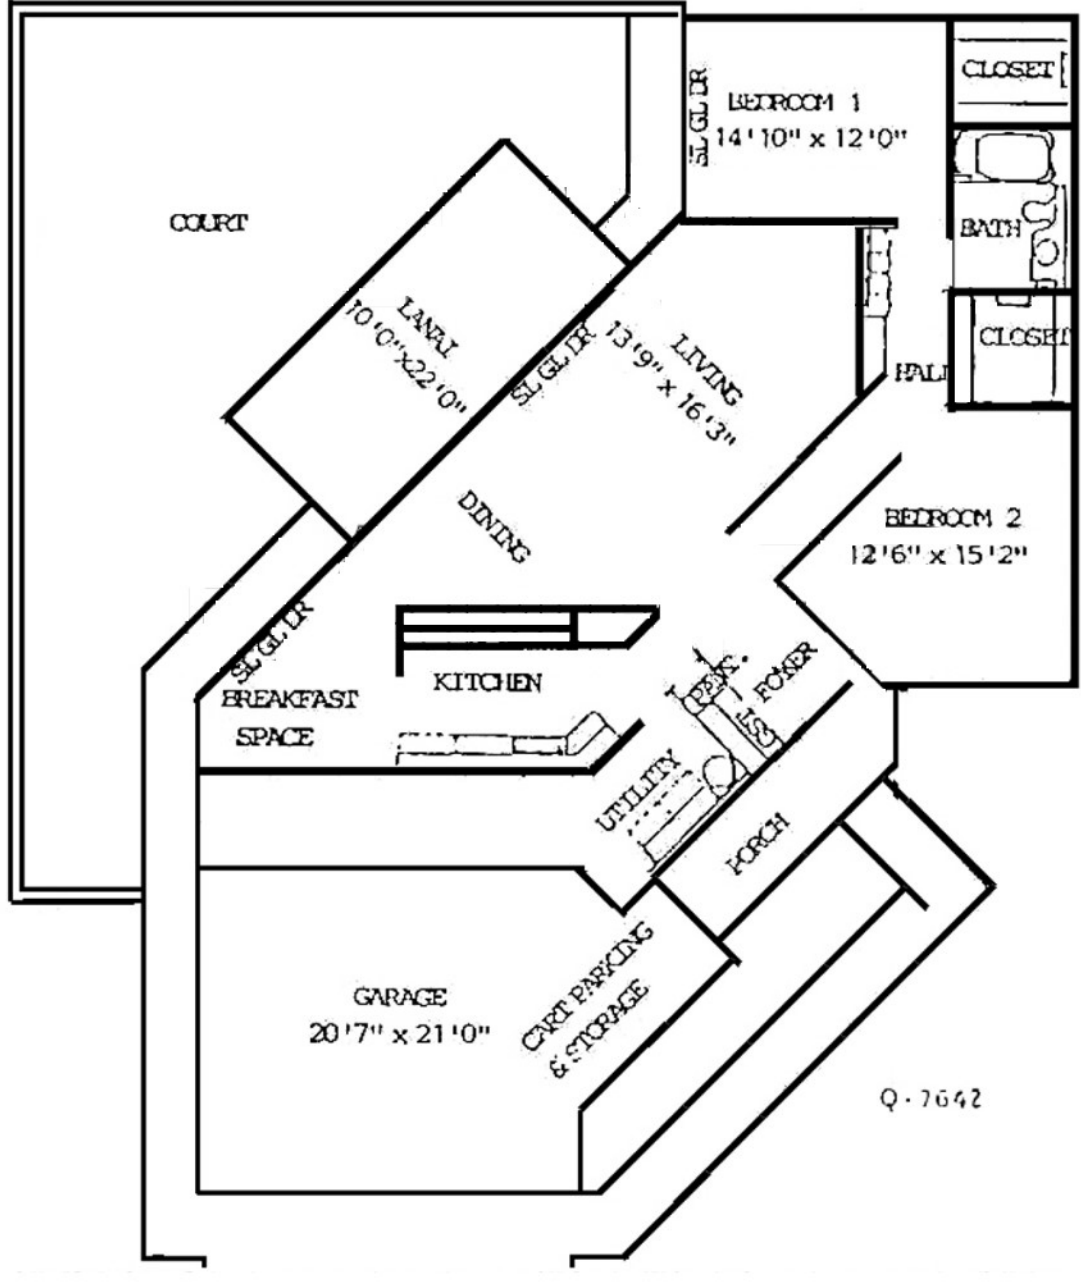 CLOSET
SL GL DR
BEDROOM 1
14'10" x 12'0"
COURT
BATH
LANAI
10'0"x22'0"
SL GL DR
LIVING
13'9" x 16'3"
CLOSET
HALL
DINING
BEDROOM 2
12'6" x 15'2"
SL GL DR
KITCHEN
BREAKFAST
SPACE
PANT.
FOYER
CST
UTILITY
PORCH
GARAGE
20'7" x 21'0"
CART PARKING
& STORAGE
Q-7642